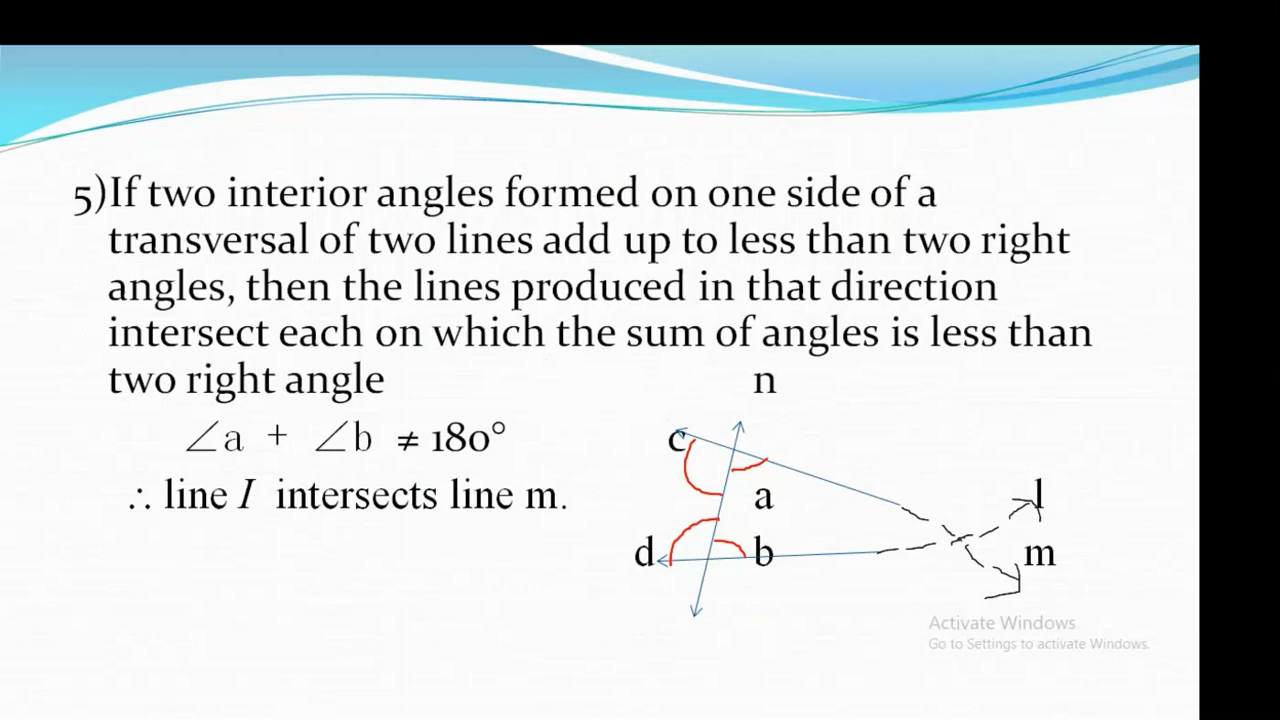 5)If two interior angles formed on one side of a
transversal of two lines add up to less than two right
angles, then the lines produced in that direction
intersect each on which the sum of angles is less than
two right angle
n
∠a + ∠b ≠ 180°
c
∴ line I intersects line m.
a
l
d
b
m
Activate Windows
Go to Settings to activate Windows.